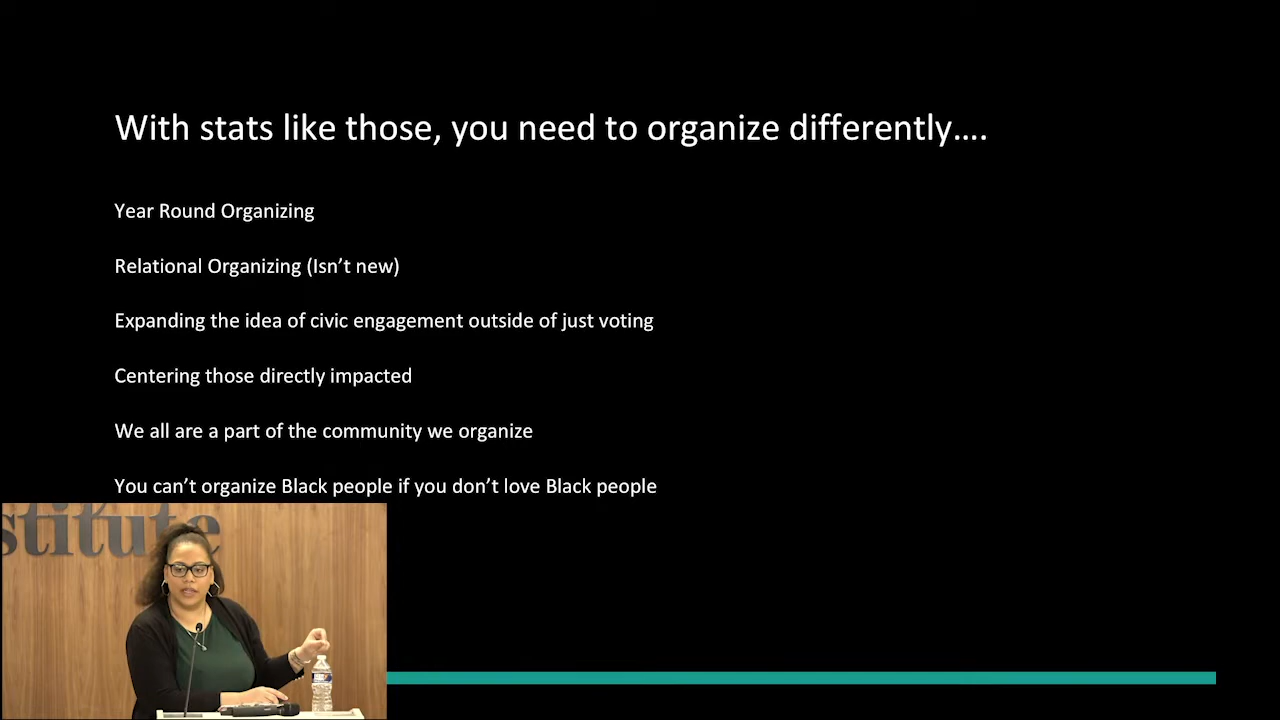 With stats like those, you need to organize differently….
Year Round Organizing
Relational Organizing (Isn’t new)
Expanding the idea of civic engagement outside of just voting
Centering those directly impacted
We all are a part of the community we organize
You can’t organize Black people if you don’t love Black people
stitute